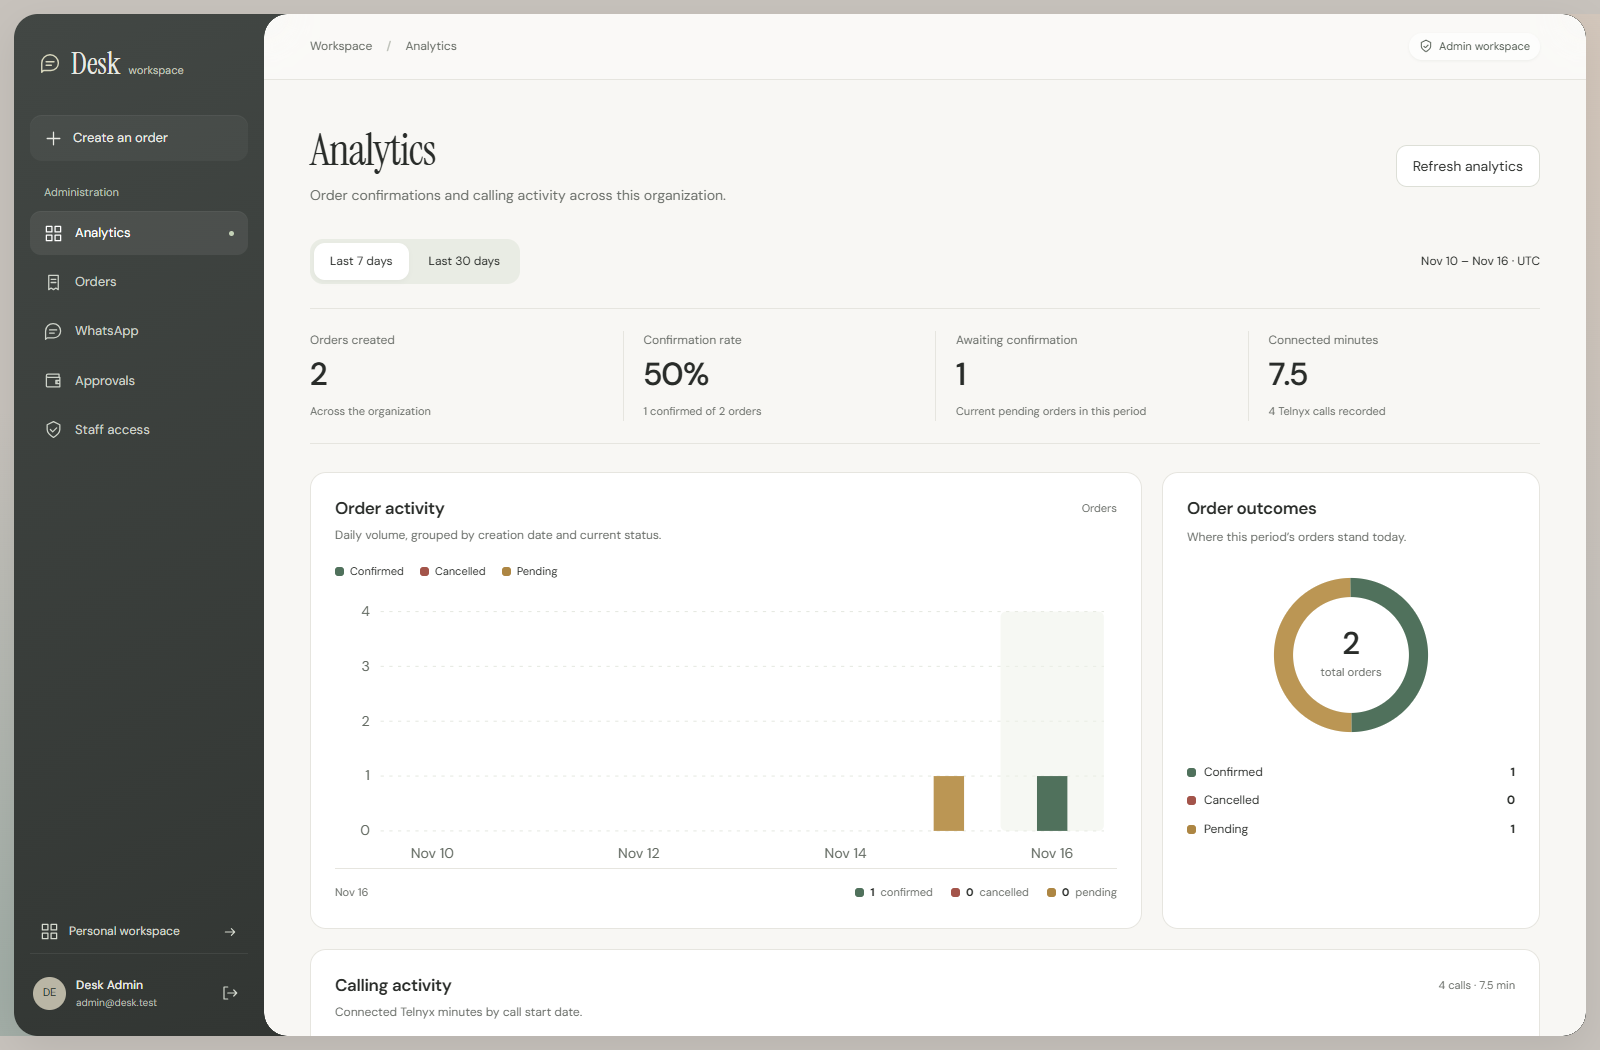 Desk workspace
Create an order
Administration
Analytics
Orders
WhatsApp
Approvals
Staff access
Personal workspace
DE
Desk Admin
admin@desk.test
Workspace / Analytics
Admin workspace
Analytics
Order confirmations and calling activity across this organization.
Refresh analytics
Last 7 days Last 30 days
Nov 10 – Nov 16 · UTC
Orders created
2
Across the organization
Confirmation rate
50%
1 confirmed of 2 orders
Awaiting confirmation
1
Current pending orders in this period
Connected minutes
7.5
4 Telnyx calls recorded
Order activity
Orders
Daily volume, grouped by creation date and current status.
Confirmed Cancelled Pending
4
3
2
1
0
Nov 10 Nov 12 Nov 14 Nov 16
Nov 16
1 confirmed 0 cancelled 0 pending
Order outcomes
Where this period's orders stand today.
2
total orders
Confirmed 1
Cancelled 0
Pending 1
Calling activity
4 calls · 7.5 min
Connected Telnyx minutes by call start date.